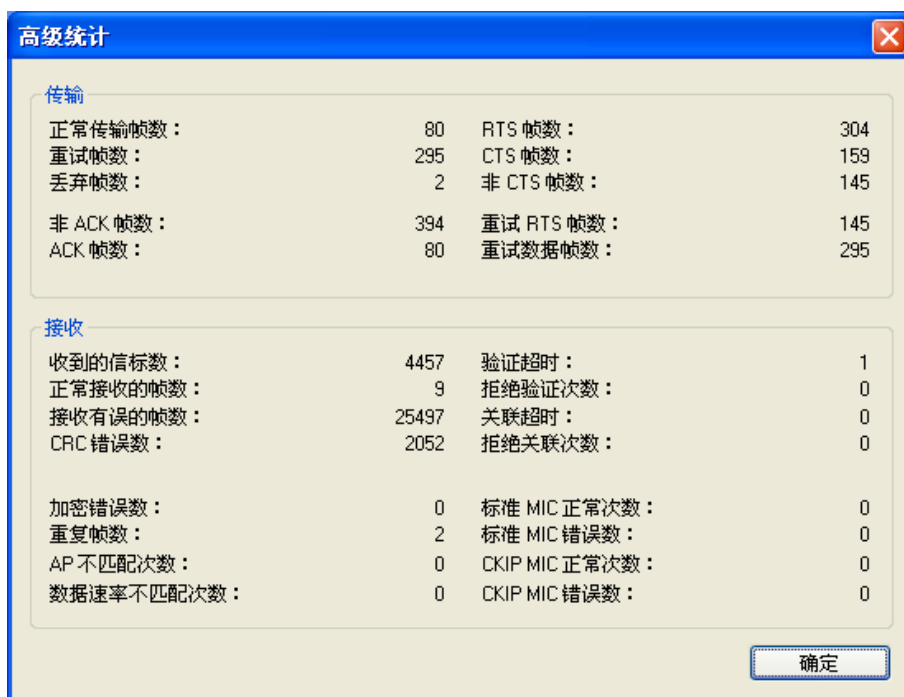 高级统计
传输
正常传输帧数： 80 RTS 帧数： 304
重试帧数： 295 CTS 帧数： 159
丢弃帧数： 2 非 CTS 帧数： 145
非 ACK 帧数： 394 重试 RTS 帧数： 145
ACK 帧数： 80 重试数据帧数： 295
接收
收到的信标数： 4457 验证超时： 1
正常接收的帧数： 9 拒绝验证次数： 0
接收有误的帧数： 25497 关联超时： 0
CRC 错误数： 2052 拒绝关联次数： 0
加密错误数： 0 标准 MIC 正常次数： 0
重复帧数： 2 标准 MIC 错误数： 0
AP 不匹配次数： 0 CKIP MIC 正常次数： 0
数据速率不匹配次数： 0 CKIP MIC 错误数： 0
确定